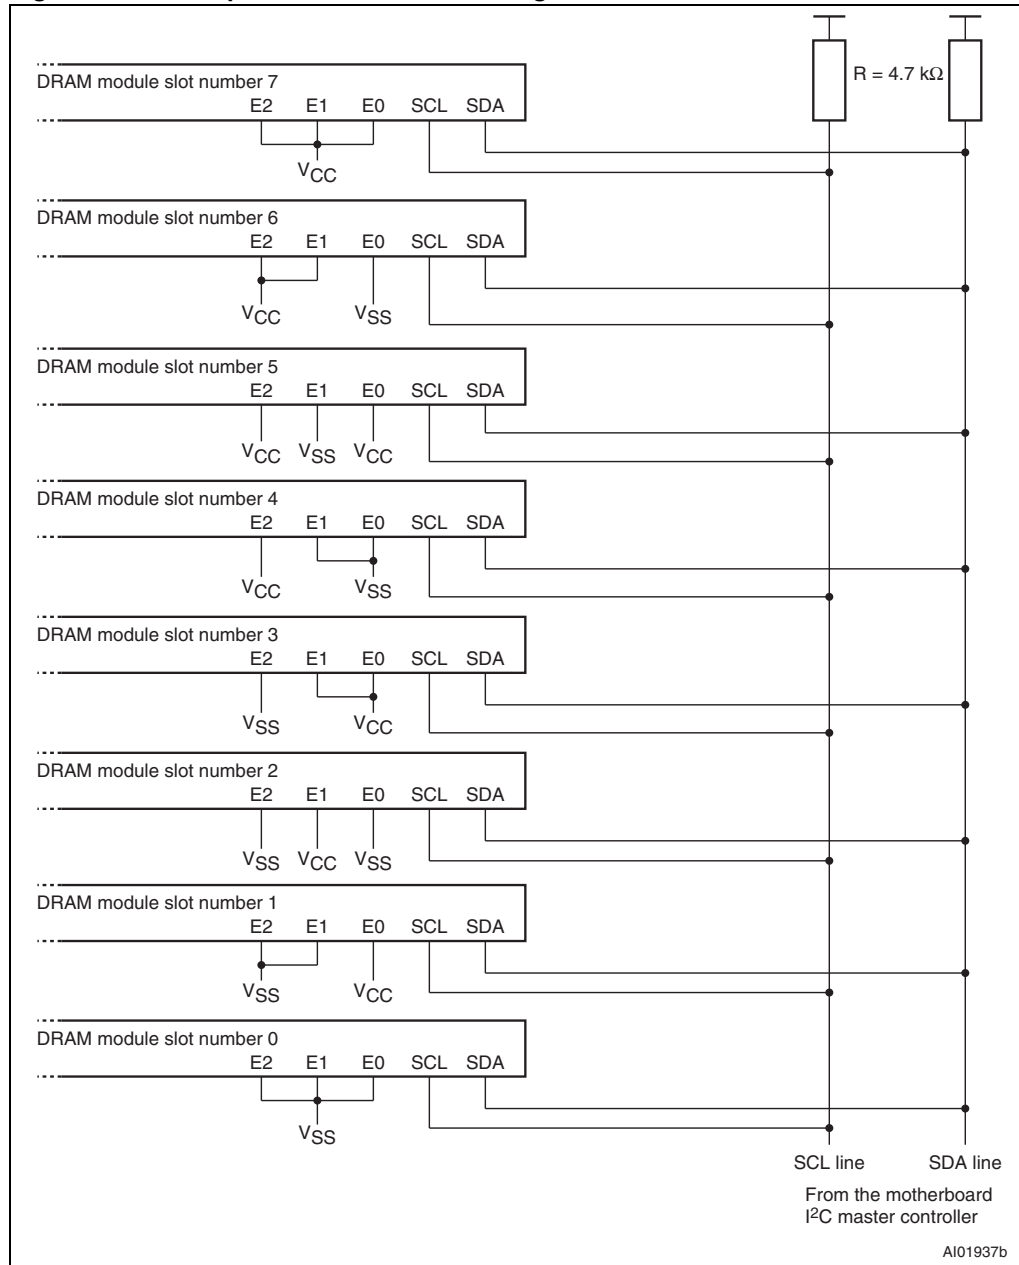 R = 4.7 kΩ
DRAM module slot number 7
E2 E1 E0 SCL SDA
VCC
DRAM module slot number 6
E2 E1 E0 SCL SDA
VCC VSS
DRAM module slot number 5
E2 E1 E0 SCL SDA
VCC VSS VCC
DRAM module slot number 4
E2 E1 E0 SCL SDA
VCC VSS
DRAM module slot number 3
E2 E1 E0 SCL SDA
VSS VCC
DRAM module slot number 2
E2 E1 E0 SCL SDA
VSS VCC VSS
DRAM module slot number 1
E2 E1 E0 SCL SDA
VSS VCC
DRAM module slot number 0
E2 E1 E0 SCL SDA
VSS
SCL line SDA line
From the motherboard
I²C master controller
AI01937b